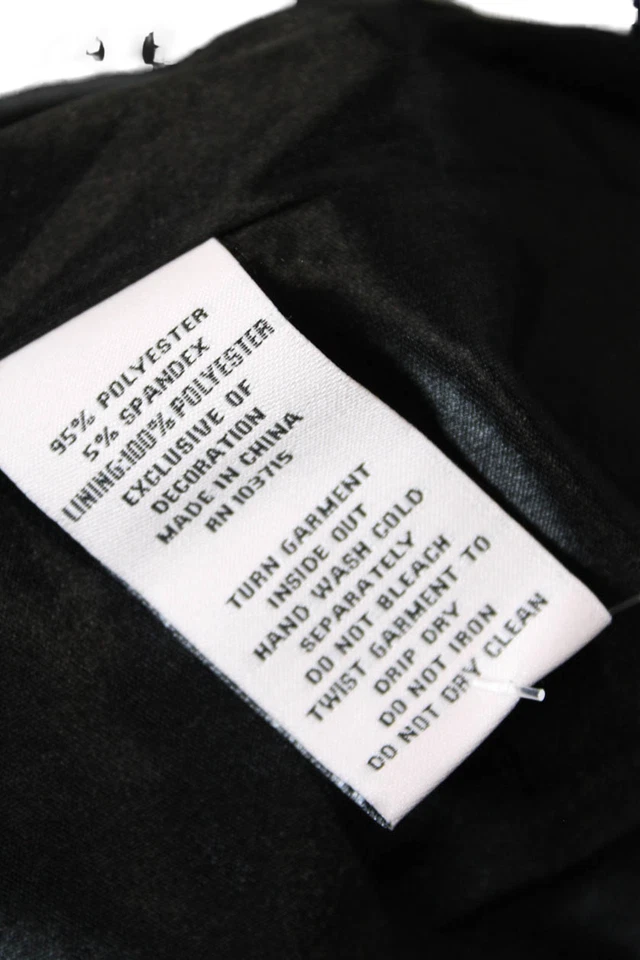 95% POLYESTER
5% SPANDEX
LINING:100% POLYESTER
EXCLUSIVE OF
DECORATION
MADE IN CHINA
RN 103715
TURN GARMENT
INSIDE OUT
HAND WASH COLD
SEPARATELY
DO NOT BLEACH
TWIST GARMENT TO
DRIP DRY
DO NOT IRON
DO NOT DRY CLEAN